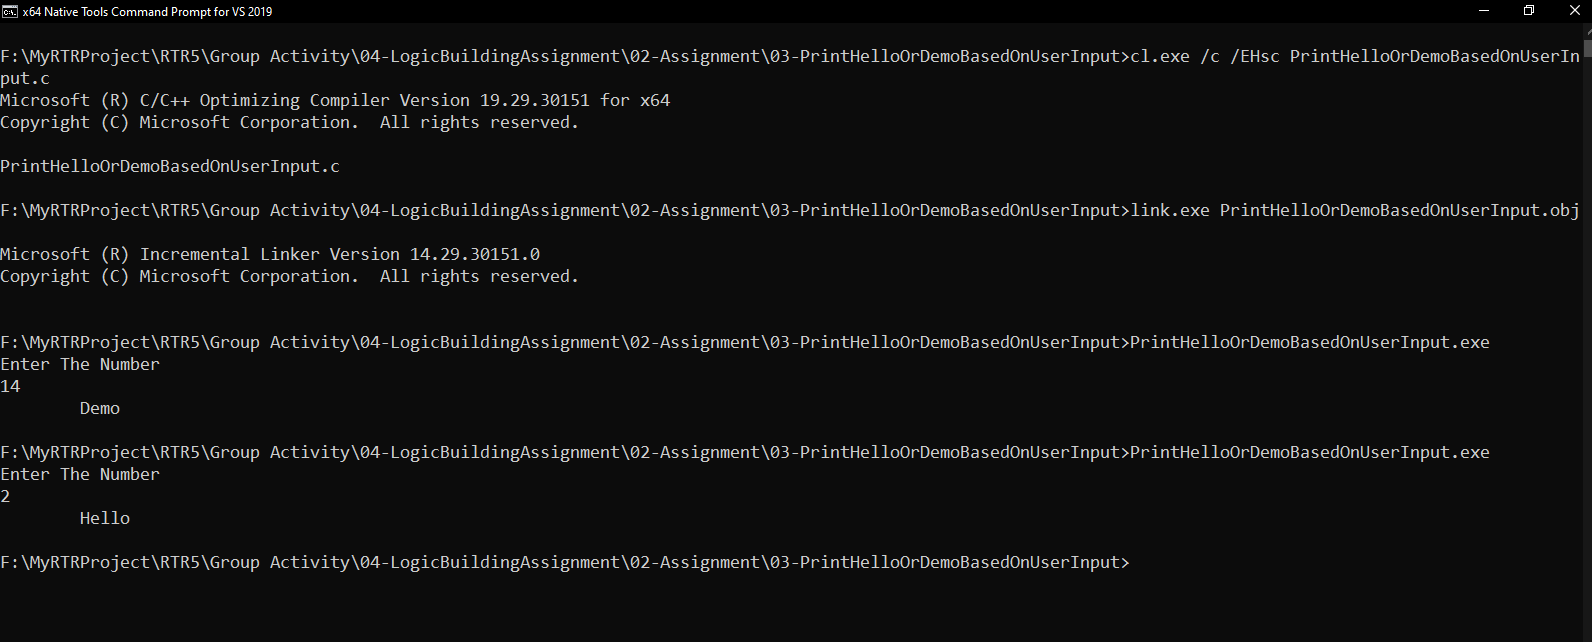 x64 Native Tools Command Prompt for VS 2019
F:\MyRTRProject\RTR5\Group Activity\04-LogicBuildingAssignment\02-Assignment\03-PrintHelloOrDemoBasedOnUserInput>cl.exe /c /EHsc PrintHelloOrDemoBasedOnUserIn
put.c
Microsoft (R) C/C++ Optimizing Compiler Version 19.29.30151 for x64
Copyright (C) Microsoft Corporation.  All rights reserved.
PrintHelloOrDemoBasedOnUserInput.c
F:\MyRTRProject\RTR5\Group Activity\04-LogicBuildingAssignment\02-Assignment\03-PrintHelloOrDemoBasedOnUserInput>link.exe PrintHelloOrDemoBasedOnUserInput.obj
Microsoft (R) Incremental Linker Version 14.29.30151.0
Copyright (C) Microsoft Corporation.  All rights reserved.
F:\MyRTRProject\RTR5\Group Activity\04-LogicBuildingAssignment\02-Assignment\03-PrintHelloOrDemoBasedOnUserInput>PrintHelloOrDemoBasedOnUserInput.exe
Enter The Number
14
Demo
F:\MyRTRProject\RTR5\Group Activity\04-LogicBuildingAssignment\02-Assignment\03-PrintHelloOrDemoBasedOnUserInput>PrintHelloOrDemoBasedOnUserInput.exe
Enter The Number
2
Hello
F:\MyRTRProject\RTR5\Group Activity\04-LogicBuildingAssignment\02-Assignment\03-PrintHelloOrDemoBasedOnUserInput>